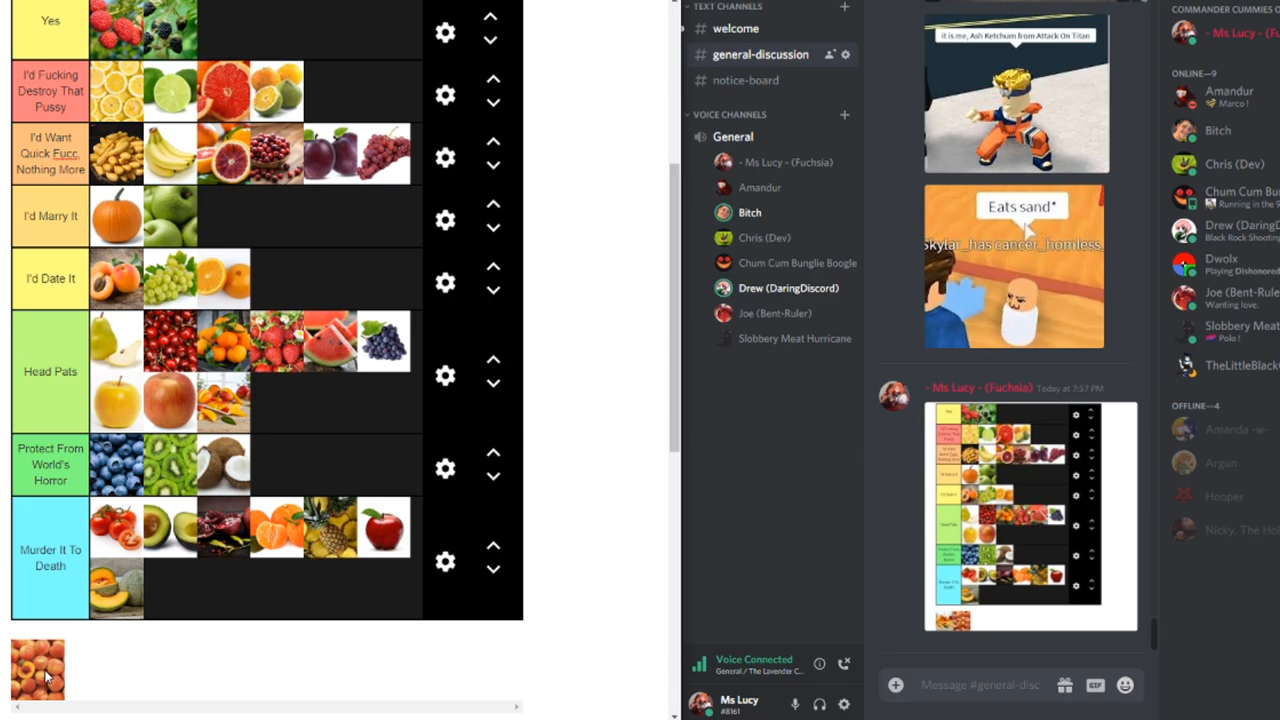 Yes
I'd Fucking
Destroy That
Pussy
I'd Want
Quick Fucc,
Nothing More
I'd Marry It
I'd Date It
Head Pats
Protect From
World's
Horror
Murder It To
Death
TEXT CHANNELS
# welcome
# general-discussion
# notice-board
VOICE CHANNELS
General
- Ms Lucy - (Fuchsia)
Amandur
Bitch
Chris (Dev)
Chum Cum Bunglie Boogle
Drew (DaringDiscord)
Joe (Bent-Ruler)
Slobbery Meat Hurricane
Voice Connected
General / The Lavender C...
Ms Lucy
#8161
it is me, Ash Ketchum from Attack On Titan
Eats sand*
skylar_has cancer_homless
- Ms Lucy - (Fuchsia) Today at 7:57 PM
Message #general-disc
GIF
COMMANDER CUMMIES O
- Ms Lucy - (Fu
ONLINE—9
Amandur
Marco !
Bitch
Chris (Dev)
Chum Cum Bu
Running in the 9
Drew (DaringD
Black Rock Shooting
Dwolx
Playing Dishonored
Joe (Bent-Ruler
Wanting love.
Slobbery Meat
Polo !
TheLittleBlack
OFFLINE—4
Amanda -w-
Argun
Hooper
Nicky, The Ho